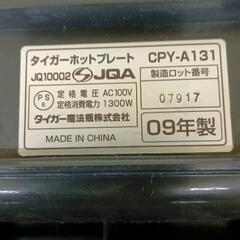 タイガーホットプレート CPY-A131
JQ10002 JQA 製造ロット番号
PS E 定格電圧 AC100V 07917
定格消費電力 1300W
タイガー魔法瓶株式会社 09年製
MADE IN CHINA